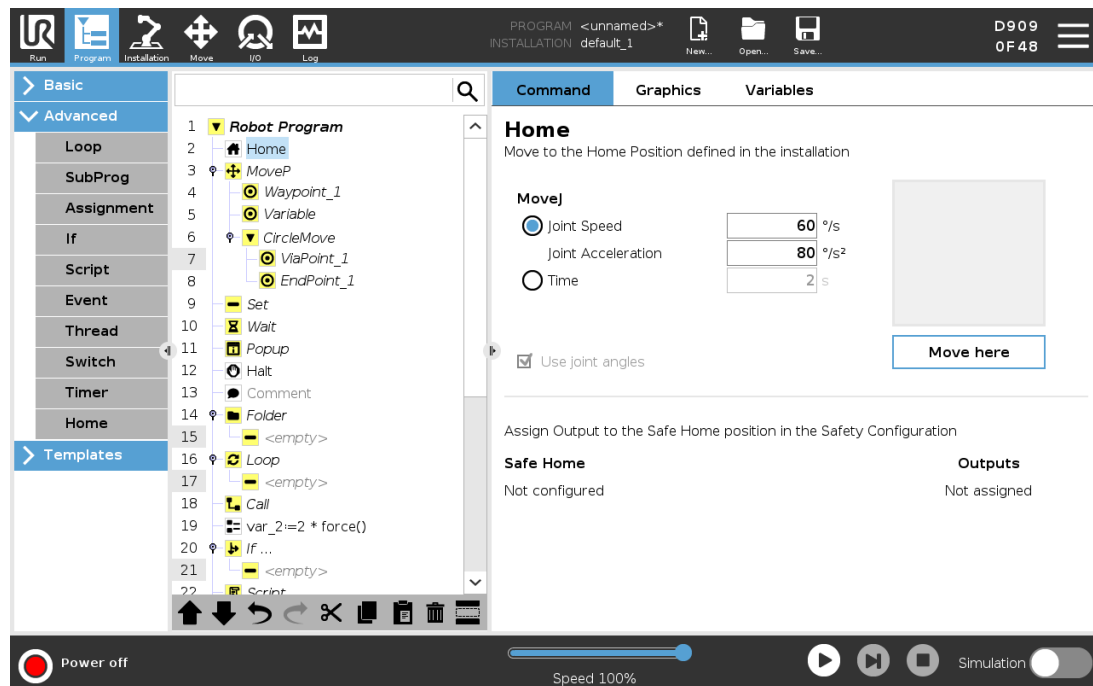 Run
Program
Installation
Move
I/O
Log
PROGRAM <unnamed>*
INSTALLATION default_1
New...
Open...
Save...
D909
0F48
Basic
Advanced
Loop
SubProg
Assignment
If
Script
Event
Thread
Switch
Timer
Home
Templates
1 Robot Program
2 Home
3 MoveP
4 Waypoint_1
5 Variable
6 CircleMove
7 ViaPoint_1
8 EndPoint_1
9 Set
10 Wait
11 Popup
12 Halt
13 Comment
14 Folder
15 <empty>
16 Loop
17 <empty>
18 Call
19 var_2:=2 * force()
20 If ...
21 <empty>
22 Script
Command Graphics Variables
Home
Move to the Home Position defined in the installation
MoveJ
Joint Speed 60 °/s
Joint Acceleration 80 °/s²
Time 2 s
Use joint angles
Move here
Assign Output to the Safe Home position in the Safety Configuration
Safe Home Outputs
Not configured Not assigned
Power off
Speed 100%
Simulation